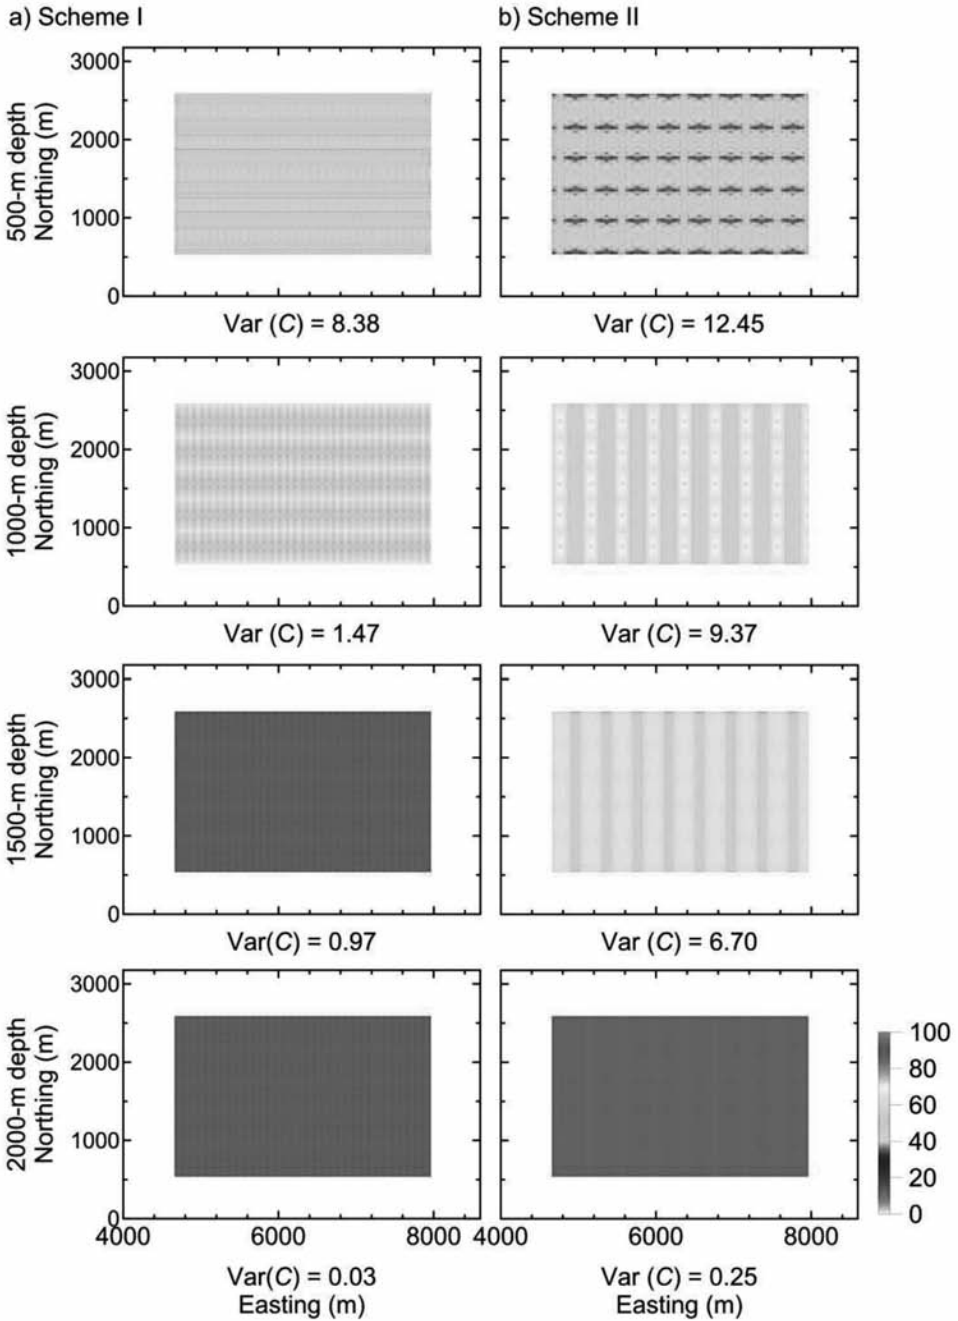 a) Scheme I
b) Scheme II
500-m depth
Northing (m)
3000
2000
1000
0
Var (C) = 8.38
Var (C) = 12.45
1000-m depth
Northing (m)
3000
2000
1000
0
Var (C) = 1.47
Var (C) = 9.37
1500-m depth
Northing (m)
3000
2000
1000
0
Var(C) = 0.97
Var (C) = 6.70
2000-m depth
Northing (m)
3000
2000
1000
0
4000 6000 8000
4000 6000 8000
100
80
60
40
20
0
Var(C) = 0.03
Easting (m)
Var (C) = 0.25
Easting (m)